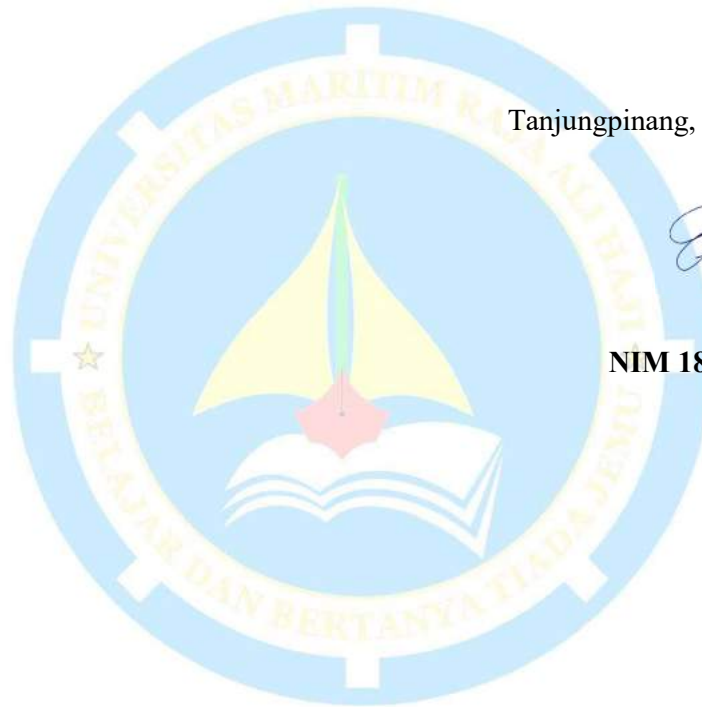 UNIVERSITAS MARITIM RAJA ALI HAJI
Tanjungpinang,
NIM 18
BELAJAR DAN BERTANYA TIADA JEMU